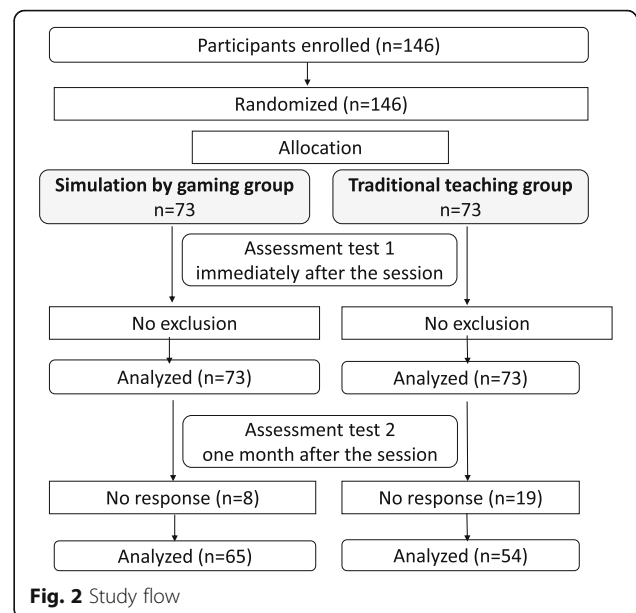 Participants enrolled (n=146)
Randomized (n=146)
Allocation
Simulation by gaming group
n=73
Traditional teaching group
n=73
Assessment test 1
immediately after the session
No exclusion
No exclusion
Analyzed (n=73)
Analyzed (n=73)
Assessment test 2
one month after the session
No response (n=8)
No response (n=19)
Analyzed (n=65)
Analyzed (n=54)
Fig. 2 Study flow